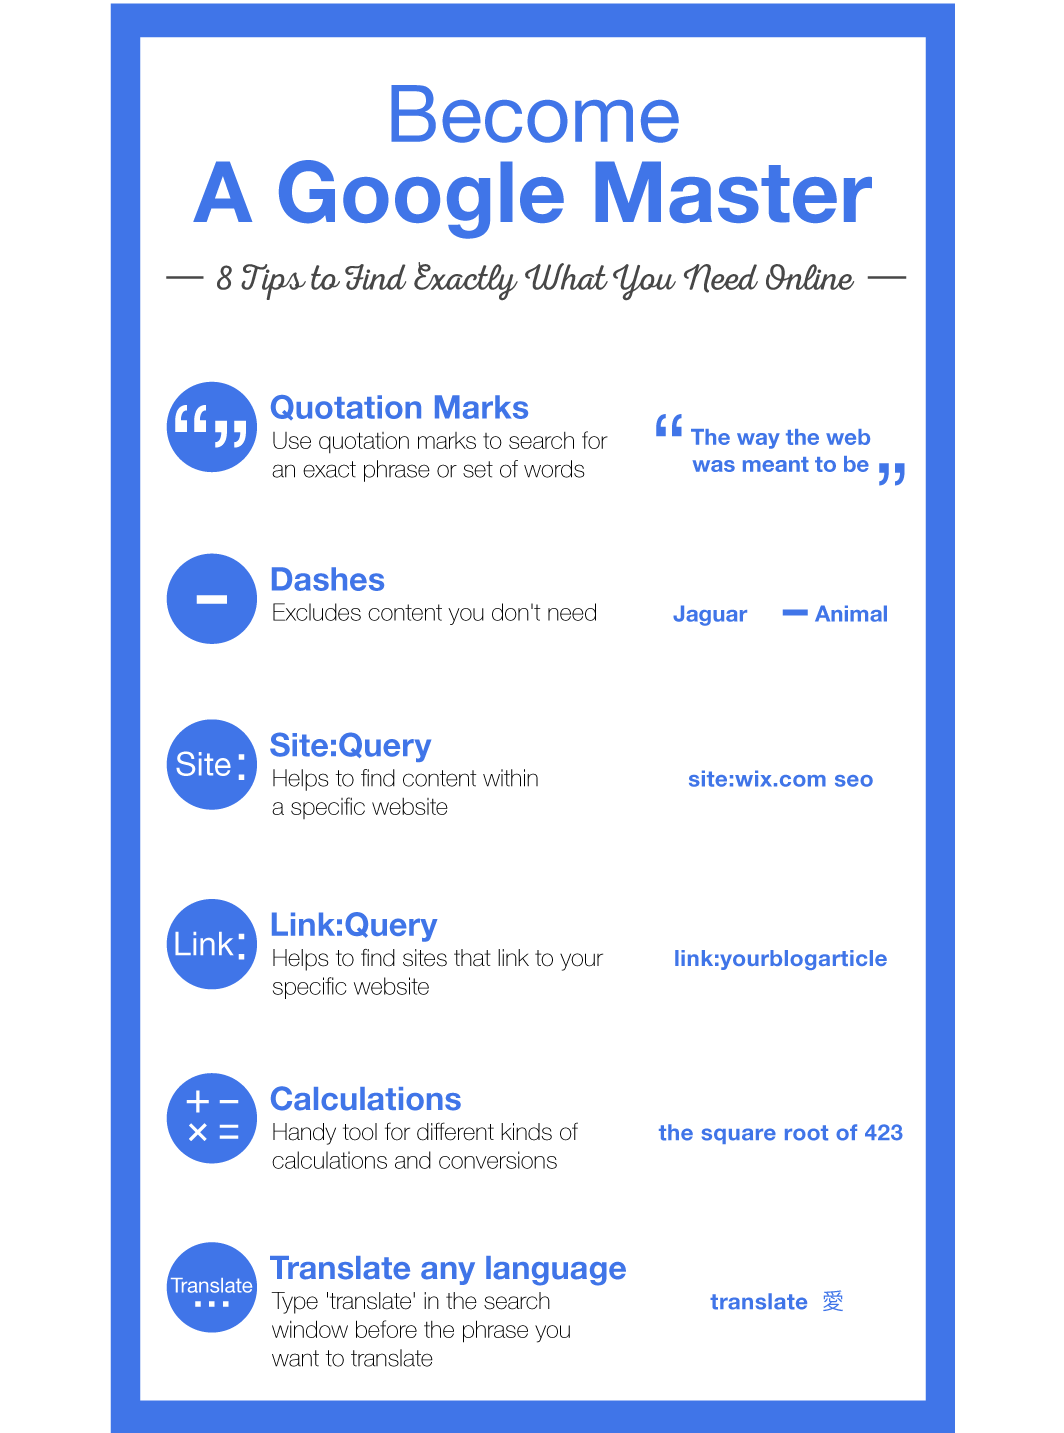 Become
A Google Master
8 Tips to Find Exactly What You Need Online
“ ”
Quotation Marks
Use quotation marks to search for
an exact phrase or set of words
“ The way the web
was meant to be ”
–
Dashes
Excludes content you don't need
Jaguar – Animal
Site:
Site:Query
Helps to find content within
a specific website
site:wix.com seo
Link:
Link:Query
Helps to find sites that link to your
specific website
link:yourblogarticle
+ −
× =
Calculations
Handy tool for different kinds of
calculations and conversions
the square root of 423
Translate
...
Translate any language
Type 'translate' in the search
window before the phrase you
want to translate
translate 愛